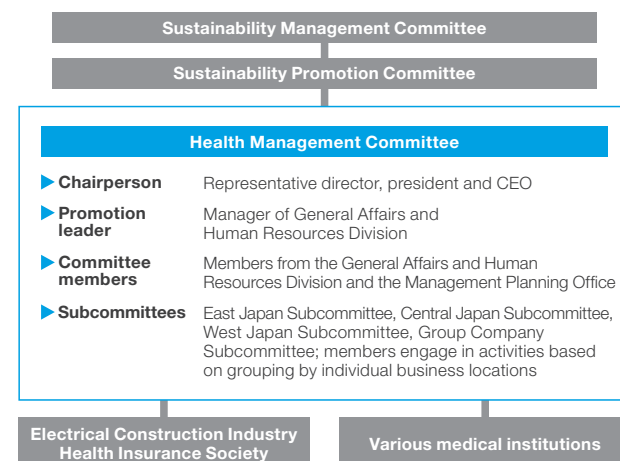 Sustainability Management Committee
Sustainability Promotion Committee
Health Management Committee
Chairperson Representative director, president and CEO
Promotion leader Manager of General Affairs and
Human Resources Division
Committee members Members from the General Affairs and Human
Resources Division and the Management Planning Office
Subcommittees East Japan Subcommittee, Central Japan Subcommittee,
West Japan Subcommittee, Group Company
Subcommittee; members engage in activities based
on grouping by individual business locations
Electrical Construction Industry
Health Insurance Society
Various medical institutions